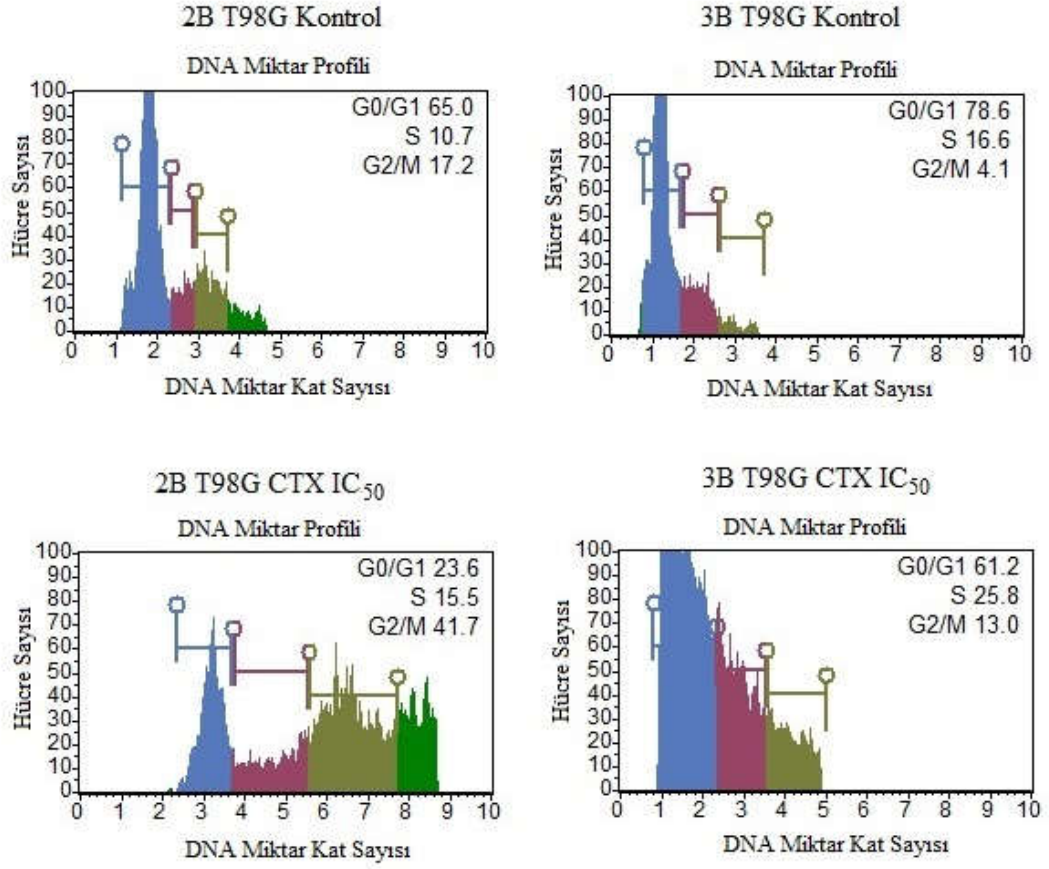 2B T98G Kontrol
DNA Miktar Profili
G0/G1 65.0
S 10.7
G2/M 17.2
Hücre Sayısı
100
90
80
70
60
50
40
30
20
10
0
0 1 2 3 4 5 6 7 8 9 10
DNA Miktar Kat Sayısı
3B T98G Kontrol
DNA Miktar Profili
G0/G1 78.6
S 16.6
G2/M 4.1
Hücre Sayısı
100
90
80
70
60
50
40
30
20
10
0
0 1 2 3 4 5 6 7 8 9 10
DNA Miktar Kat Sayısı
2B T98G CTX IC50
DNA Miktar Profili
G0/G1 23.6
S 15.5
G2/M 41.7
Hücre Sayısı
100
90
80
70
60
50
40
30
20
10
0
0 1 2 3 4 5 6 7 8 9 10
DNA Miktar Kat Sayısı
3B T98G CTX IC50
DNA Miktar Profili
G0/G1 61.2
S 25.8
G2/M 13.0
Hücre Sayısı
100
90
80
70
60
50
40
30
20
10
0
0 1 2 3 4 5 6 7 8 9 10
DNA Miktar Kat Sayısı